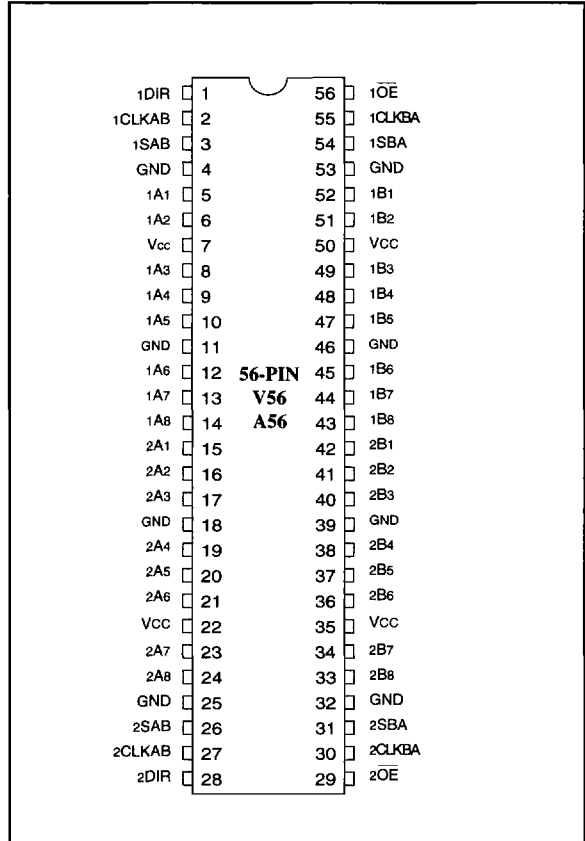 1DIR 1 56 1O̅E̅
1CLKAB 2 55 1CLKBA
1SAB 3 54 1SBA
GND 4 53 GND
1A1 5 52 1B1
1A2 6 51 1B2
Vcc 7 50 VCC
1A3 8 49 1B3
1A4 9 48 1B4
1A5 10 47 1B5
GND 11 46 GND
1A6 12 56-PIN 45 1B6
1A7 13 V56 44 1B7
1A8 14 A56 43 1B8
2A1 15 42 2B1
2A2 16 41 2B2
2A3 17 40 2B3
GND 18 39 GND
2A4 19 38 2B4
2A5 20 37 2B5
2A6 21 36 2B6
VCC 22 35 VCC
2A7 23 34 2B7
2A8 24 33 2B8
GND 25 32 GND
2SAB 26 31 2SBA
2CLKAB 27 30 2CLKBA
2DIR 28 29 2O̅E̅